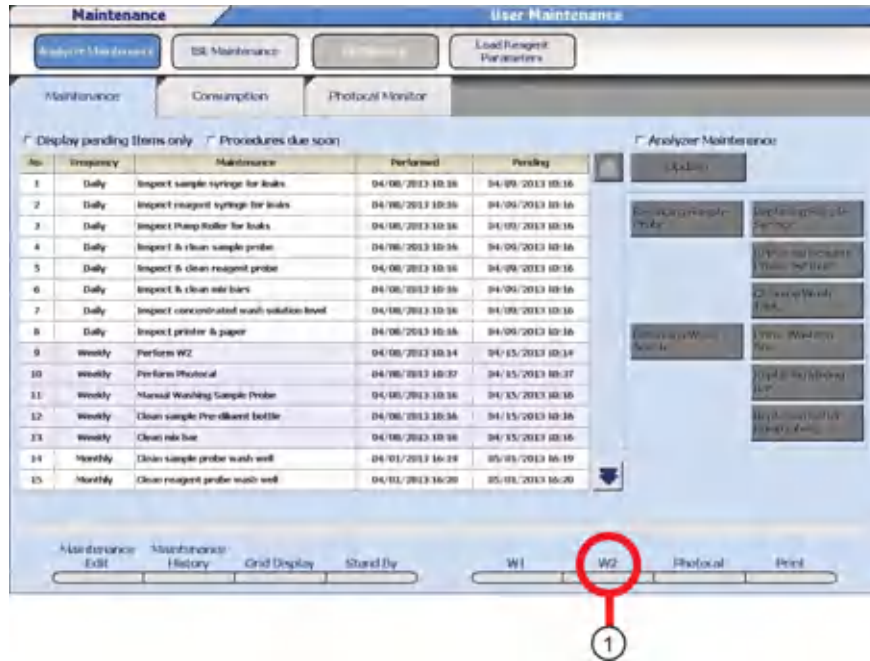 Maintenance User Maintenance
Analyzer Maintenance ISE Maintenance Load Reagent
Parameters
Maintenance Consumption Photocal Monitor
Display pending Items only Procedures due soon Analyzer Maintenance
No Frequency Maintenance Performed Pending Update
1 Daily Inspect sample syringe for leaks 04/08/2013 10:16 04/09/2013 10:16
2 Daily Inspect reagent syringe for leaks 04/08/2013 10:16 04/09/2013 10:16
3 Daily Inspect Pump Roller for leaks 04/08/2013 10:16 04/09/2013 10:16
4 Daily Inspect & clean sample probe 04/08/2013 10:16 04/09/2013 10:16
5 Daily Inspect & clean reagent probe 04/08/2013 10:16 04/09/2013 10:16
6 Daily Inspect & clean mix bars 04/08/2013 10:16 04/09/2013 10:16
7 Daily Inspect concentrated wash solution level 04/08/2013 10:16 04/09/2013 10:16
8 Daily Inspect printer & paper 04/08/2013 10:16 04/09/2013 10:16
9 Weekly Perform W2 04/08/2013 10:14 04/15/2013 10:14
10 Weekly Perform Photocal 04/08/2013 10:37 04/15/2013 10:37
11 Weekly Manual Washing Sample Probe 04/08/2013 10:16 04/15/2013 10:16
12 Weekly Clean sample Pre-diluent bottle 04/08/2013 10:16 04/15/2013 10:16
13 Weekly Clean mix bar 04/08/2013 10:16 04/15/2013 10:16
14 Monthly Clean sample probe wash well 04/01/2013 16:19 05/01/2013 16:19
15 Monthly Clean reagent probe wash well 04/01/2013 16:20 05/01/2013 16:20
Maintenance Maintenance
Edit History Grid Display Stand By W1 W2 Photocal Print
1